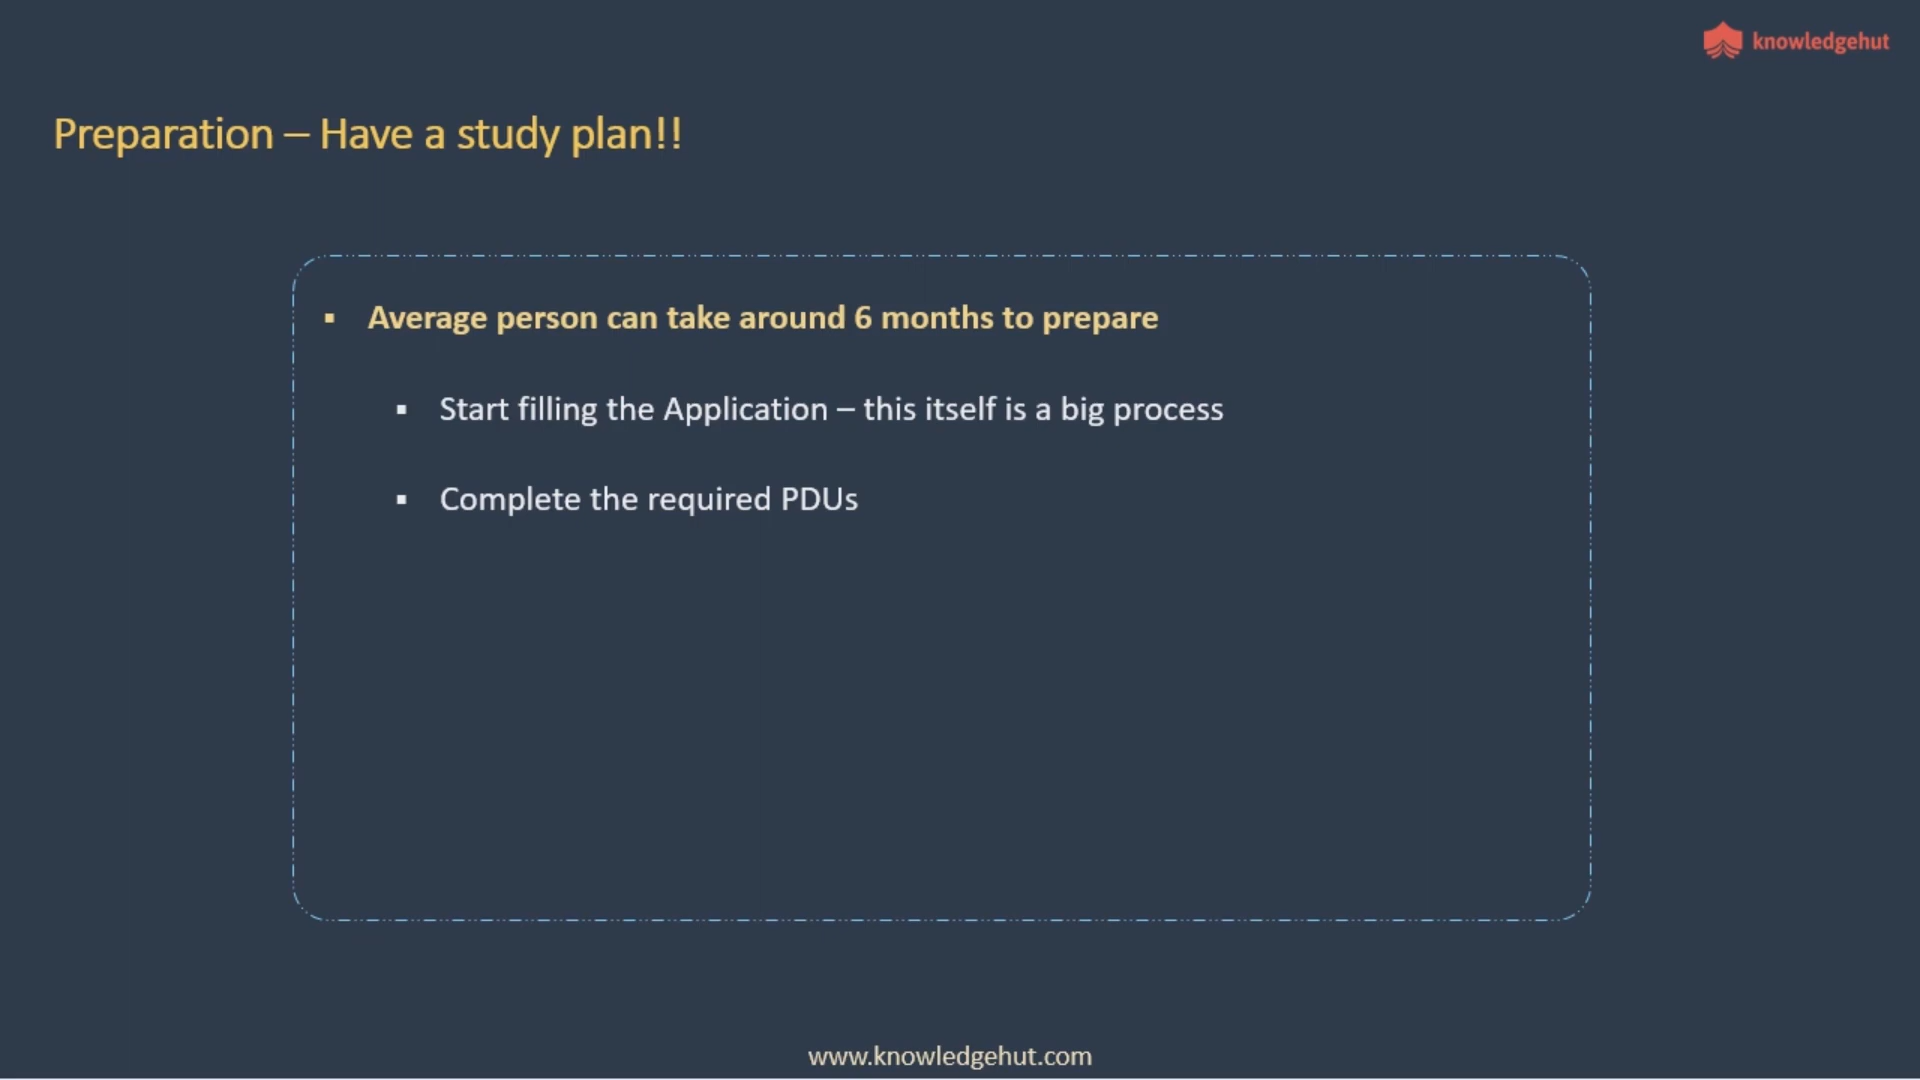 knowledgehut
Preparation – Have a study plan!!
▪ Average person can take around 6 months to prepare
▪ Start filling the Application – this itself is a big process
▪ Complete the required PDUs
www.knowledgehut.com